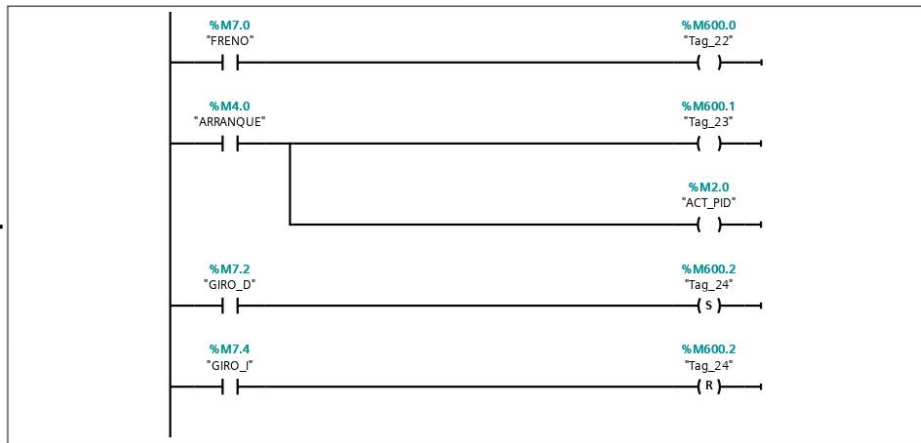 %M7.0 %M600.0
"FRENO" "Tag_22"
%M4.0 %M600.1
"ARRANQUE" "Tag_23"
%M2.0
"ACT_PID"
%M7.2 %M600.2
"GIRO_D" "Tag_24"
S
%M7.4 %M600.2
"GIRO_I" "Tag_24"
R